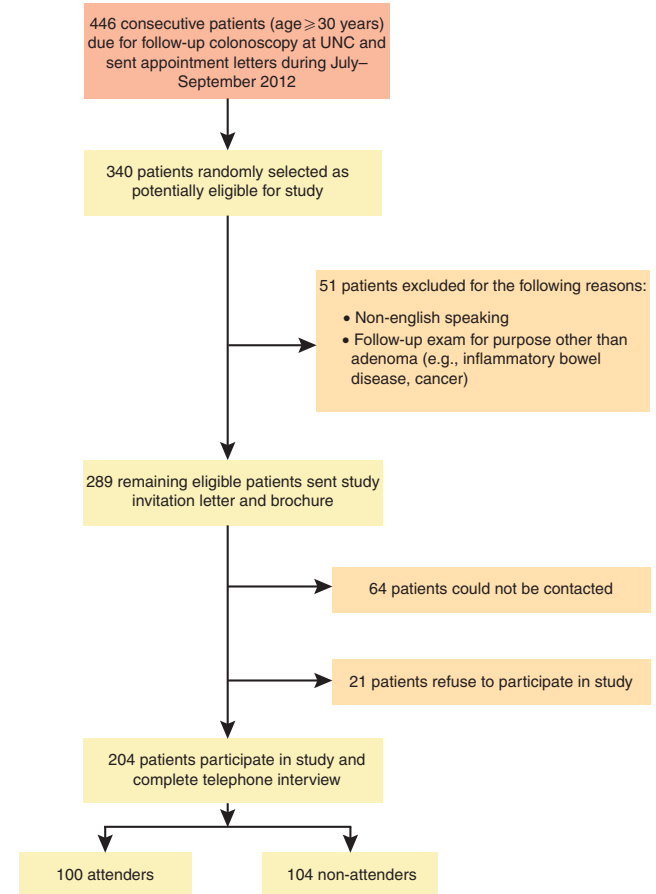 446 consecutive patients (age⩾30 years)
due for follow-up colonoscopy at UNC and
sent appointment letters during July–
September 2012
340 patients randomly selected as
potentially eligible for study
51 patients excluded for the following reasons:
• Non-english speaking
• Follow-up exam for purpose other than
adenoma (e.g., inflammatory bowel
disease, cancer)
289 remaining eligible patients sent study
invitation letter and brochure
64 patients could not be contacted
21 patients refuse to participate in study
204 patients participate in study and
complete telephone interview
100 attenders
104 non-attenders